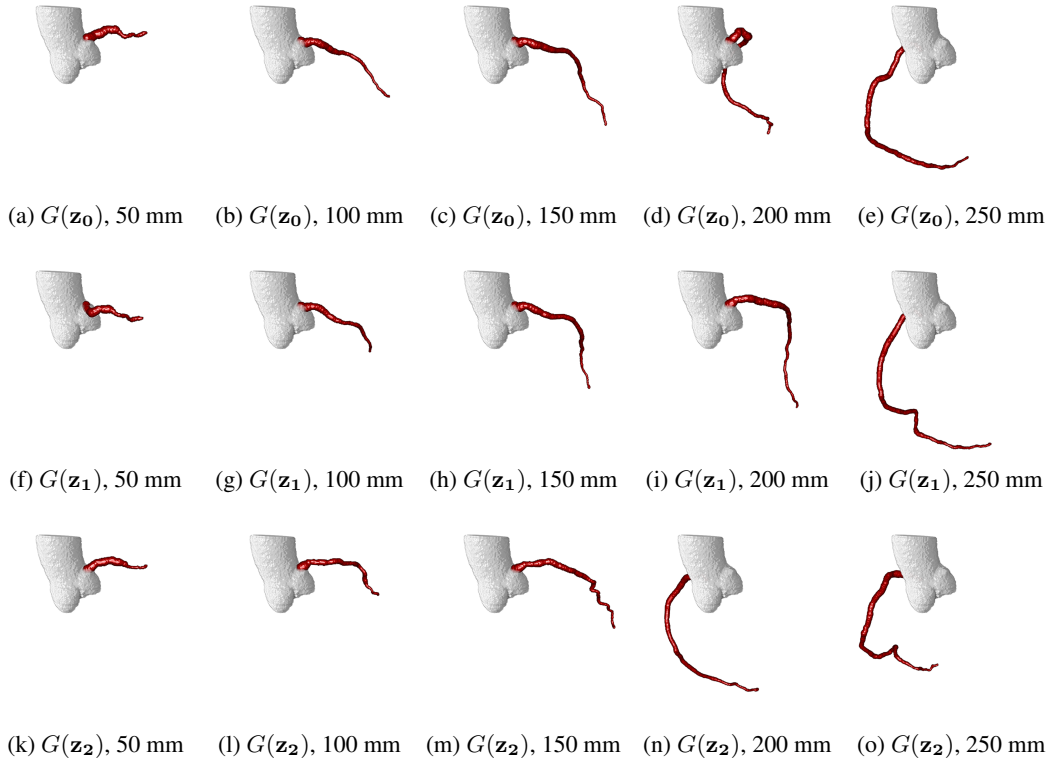 (a) G(z₀), 50 mm (b) G(z₀), 100 mm (c) G(z₀), 150 mm (d) G(z₀), 200 mm (e) G(z₀), 250 mm
(f) G(z₁), 50 mm (g) G(z₁), 100 mm (h) G(z₁), 150 mm (i) G(z₁), 200 mm (j) G(z₁), 250 mm
(k) G(z₂), 50 mm (l) G(z₂), 100 mm (m) G(z₂), 150 mm (n) G(z₂), 200 mm (o) G(z₂), 250 mm